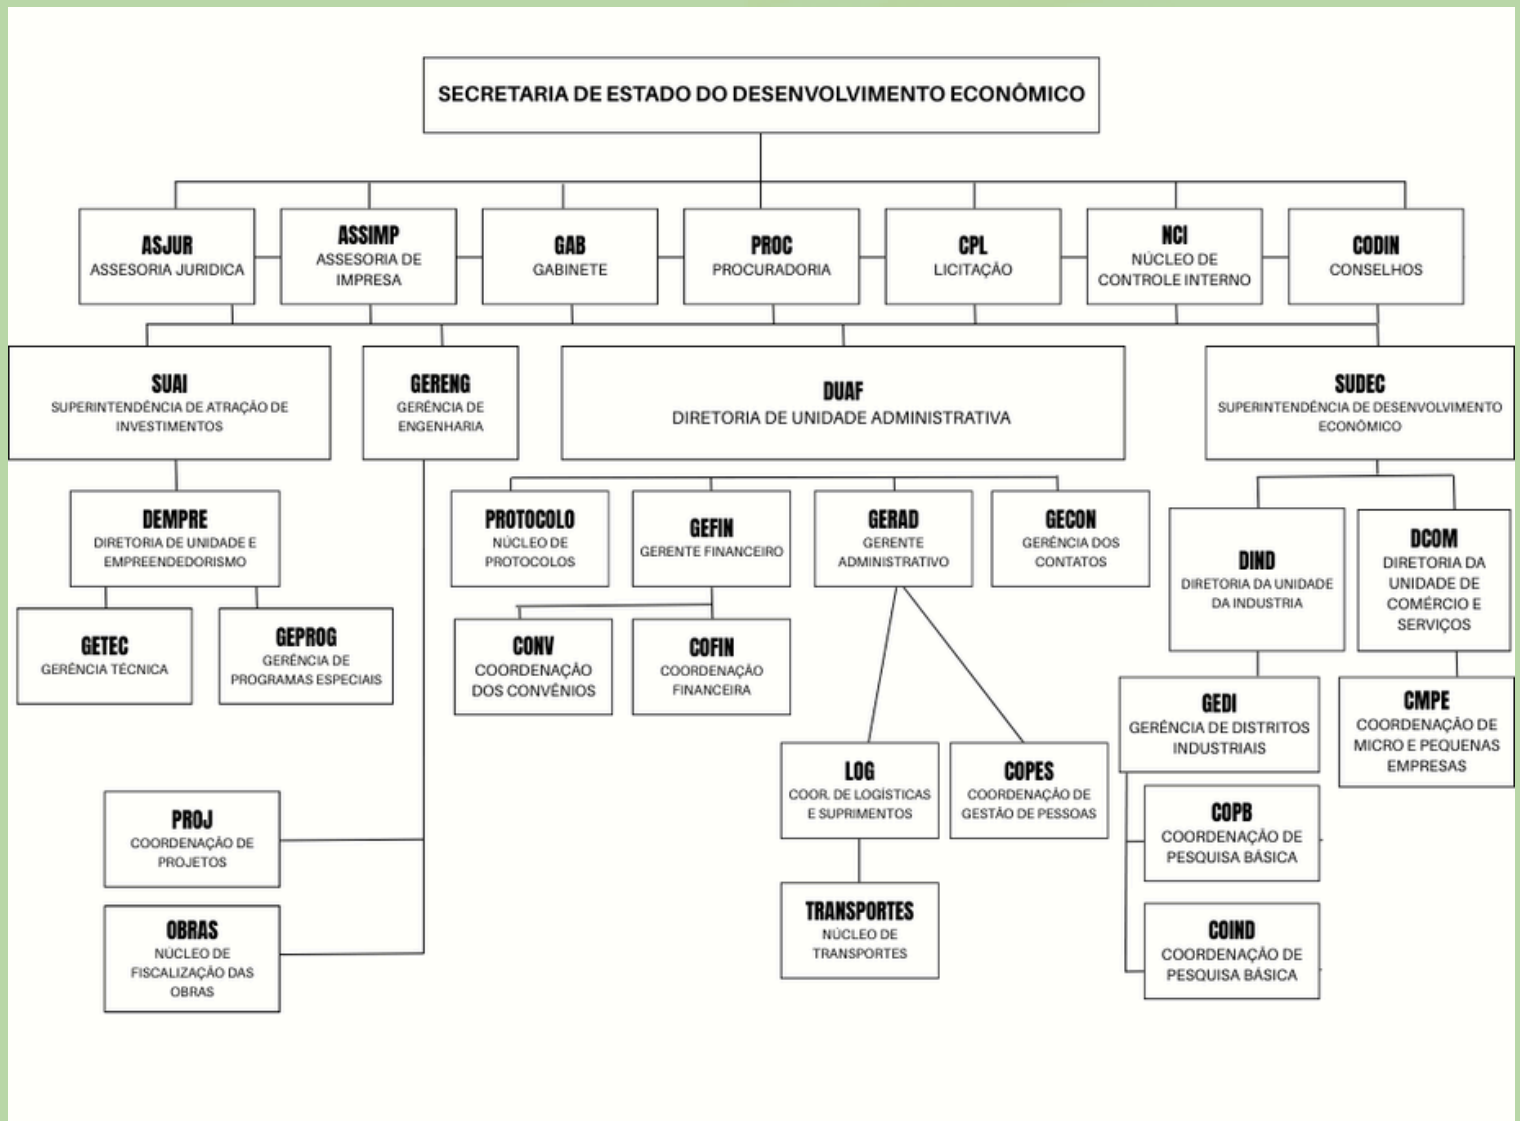 SECRETARIA DE ESTADO DO DESENVOLVIMENTO ECONÔMICO
ASJUR
ASSESORIA JURIDICA
ASSIMP
ASSESORIA DE
IMPRESA
GAB
GABINETE
PROC
PROCURADORIA
CPL
LICITAÇÃO
NCI
NÚCLEO DE
CONTROLE INTERNO
CODIN
CONSELHOS
SUAI
SUPERINTENDÊNCIA DE ATRAÇÃO DE
INVESTIMENTOS
GERENG
GERÊNCIA DE
ENGENHARIA
DUAF
DIRETORIA DE UNIDADE ADMINISTRATIVA
SUDEC
SUPERINTENDÊNCIA DE DESENVOLVIMENTO
ECONÔMICO
DEMPRE
DIRETORIA DE UNIDADE E
EMPREENDEDORISMO
PROTOCOLO
NÚCLEO DE
PROTOCOLOS
GEFIN
GERENTE FINANCEIRO
GERAD
GERENTE
ADMINISTRATIVO
GECON
GERÊNCIA DOS
CONTATOS
DIND
DIRETORIA DA UNIDADE
DA INDUSTRIA
DCOM
DIRETORIA DA
UNIDADE DE
COMÉRCIO E
SERVIÇOS
GETEC
GERÊNCIA TÉCNICA
GEPROG
GERÊNCIA DE
PROGRAMAS ESPECIAIS
CONV
COORDENAÇÃO
DOS CONVÊNIOS
COFIN
COORDENAÇÃO
FINANCEIRA
GEDI
GERÊNCIA DE DISTRITOS
INDUSTRIAIS
CMPE
COORDENAÇÃO DE
MICRO E PEQUENAS
EMPRESAS
LOG
COOR. DE LOGÍSTICAS
E SUPRIMENTOS
COPES
COORDENAÇÃO DE
GESTÃO DE PESSOAS
PROJ
COORDENAÇÃO DE
PROJETOS
COPB
COORDENAÇÃO DE
PESQUISA BÁSICA
TRANSPORTES
NÚCLEO DE
TRANSPORTES
OBRAS
NÚCLEO DE
FISCALIZAÇÃO DAS
OBRAS
COIND
COORDENAÇÃO DE
PESQUISA BÁSICA